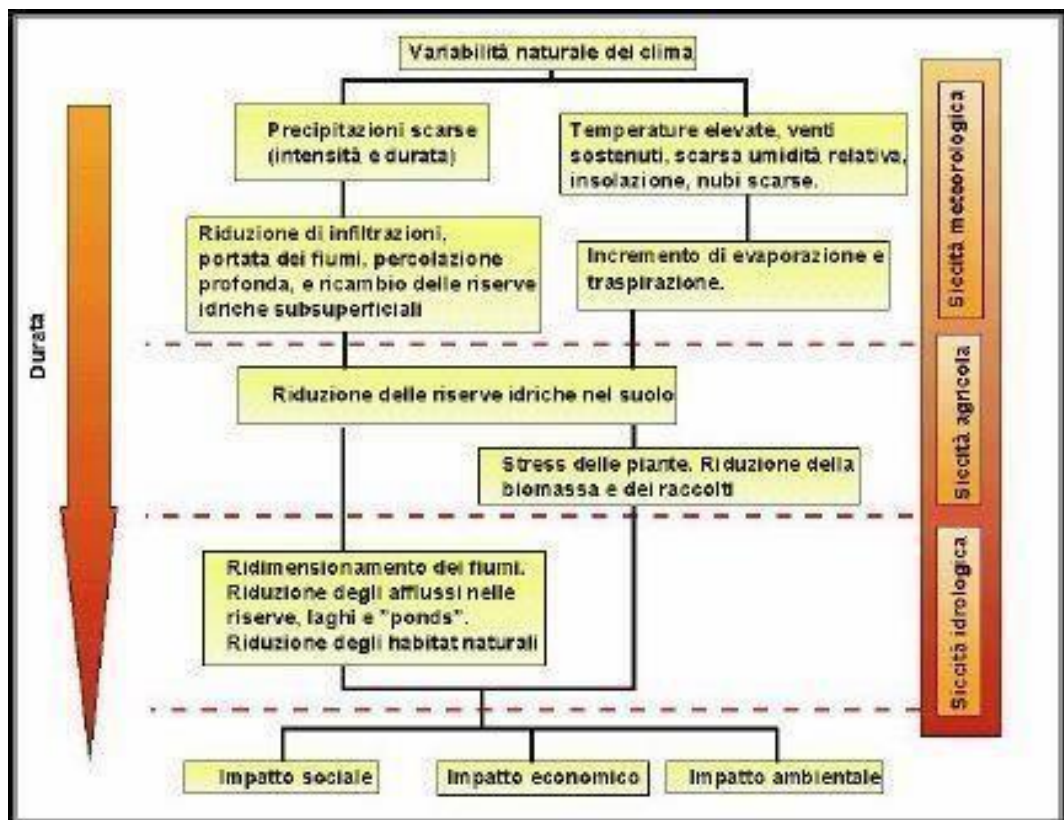 Variabilità naturale del clima
Precipitazioni scarse
(intensità e durata)
Temperature elevate, venti
sostenuti, scarsa umidità relativa,
insolazione, nubi scarse.
Riduzione di infiltrazioni,
portata dei fiumi, percolazione
profonda, e ricambio delle riserve
idriche subsuperficiali
Incremento di evaporazione e
traspirazione.
Riduzione delle riserve idriche nel suolo
Stress delle piante. Riduzione della
biomassa e dei raccolti
Ridimensionamento dei fiumi.
Riduzione degli afflussi nelle
riserve, laghi e "ponds".
Riduzione degli habitat naturali
Impatto sociale
Impatto economico
Impatto ambientale
Durata
Siccità meteorologica
Siccità agricola
Siccità idrologica